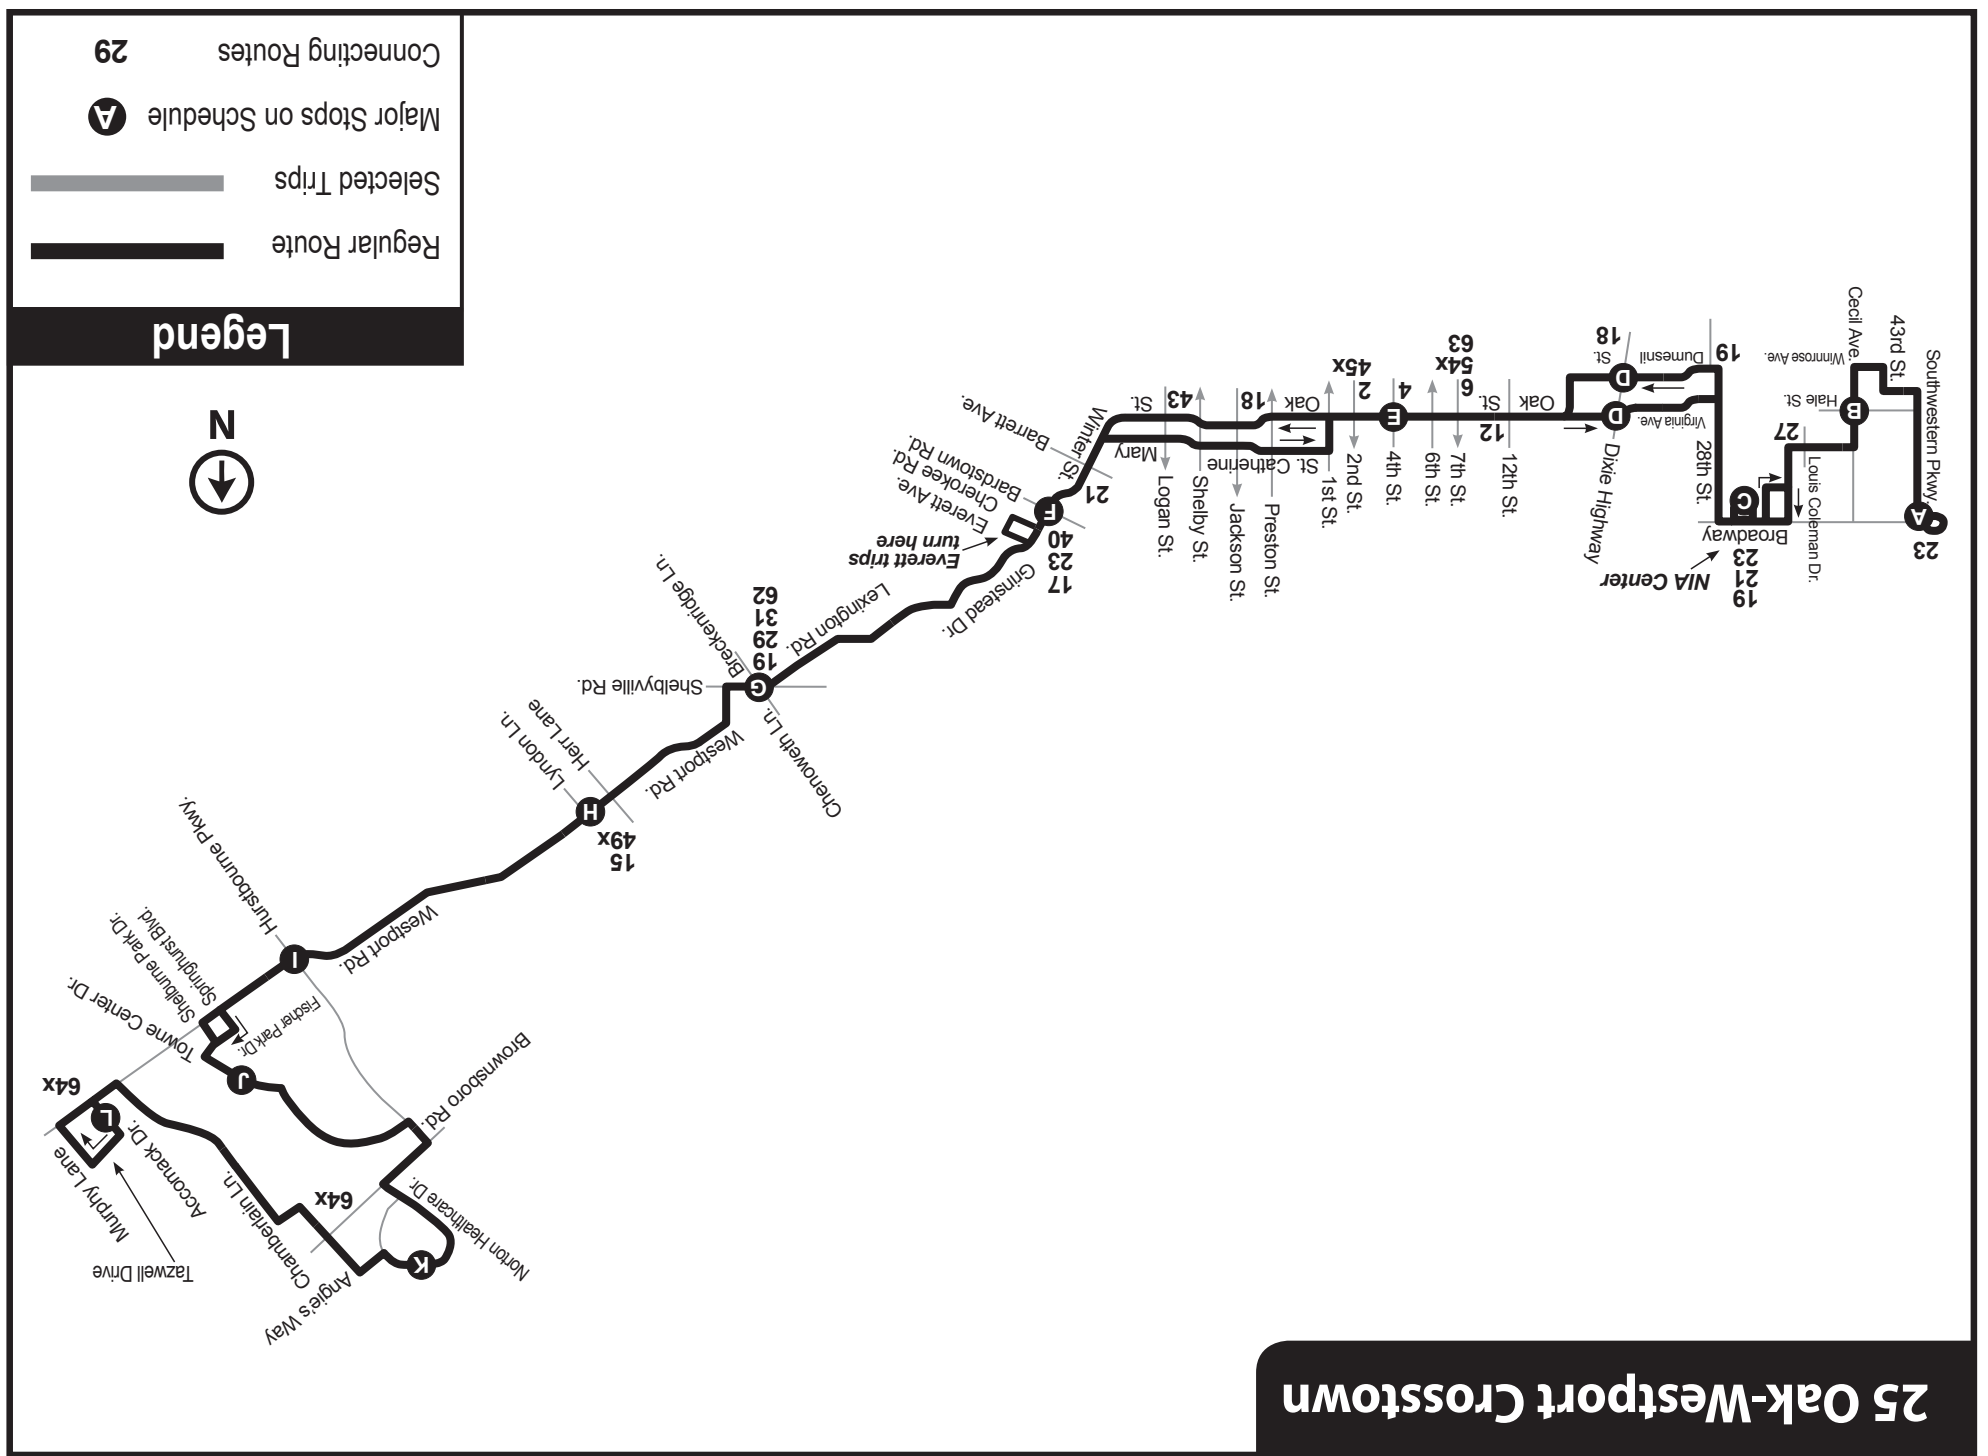 25 Oak-Westport Crosstown
Angie's Way
Chamberlain Ln.
Norton Healthcare Dr.
K
64x
Tazwell Drive
Murphy Lane
Accomack Dr.
L
64x
Brownsboro Rd.
J
Towne Center Dr.
Fischer Park Dr.
Shelburne Park Dr.
Springhurst Blvd.
I
Hurstbourne Pkwy.
Westport Rd.
15
49x
H
Lyndon Ln.
Herr Lane
Westport Rd.
Chenoweth Ln.
G
Shelbyville Rd.
Breckenridge Ln.
19
29
31
62
Lexington Rd.
Grinstead Dr.
17
23
40
F
Everett trips
turn here
Everett Ave.
Cherokee Rd.
Bardstown Rd.
Barrett Ave.
21
Winter St.
Mary St.
Logan St.
43
Shelby St.
Jackson St.
18
Preston St.
St. Catherine
Oak
1st St.
2nd St.
2
45x
4th St.
4
E
6th St.
7th St.
6
54x
63
12th St.
12
Oak St.
Dixie Highway
D
D
18
Dumesnil St.
Virginia Ave.
19
28th St.
19
21
23
NIA Center
Broadway
C
Louis Coleman Dr.
27
Hale St.
B
Winnrose Ave.
Cecil Ave.
43rd St.
Southwestern Pkwy.
A
23
N
Legend
Regular Route
Selected Trips
Major Stops on Schedule
A
Connecting Routes
29